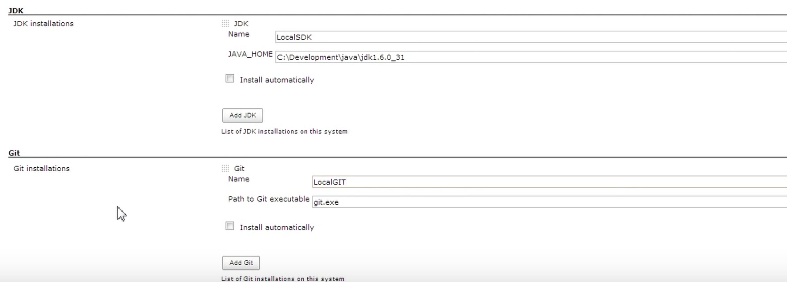 JDK
JDK installations
JDK
Name
LocalSDK
JAVA_HOME
C:\Development\java\jdk1.6.0_31
Install automatically
Add JDK
List of JDK installations on this system
Git
Git installations
Git
Name
LocalGIT
Path to Git executable
git.exe
Install automatically
Add Git
List of Git installations on this system